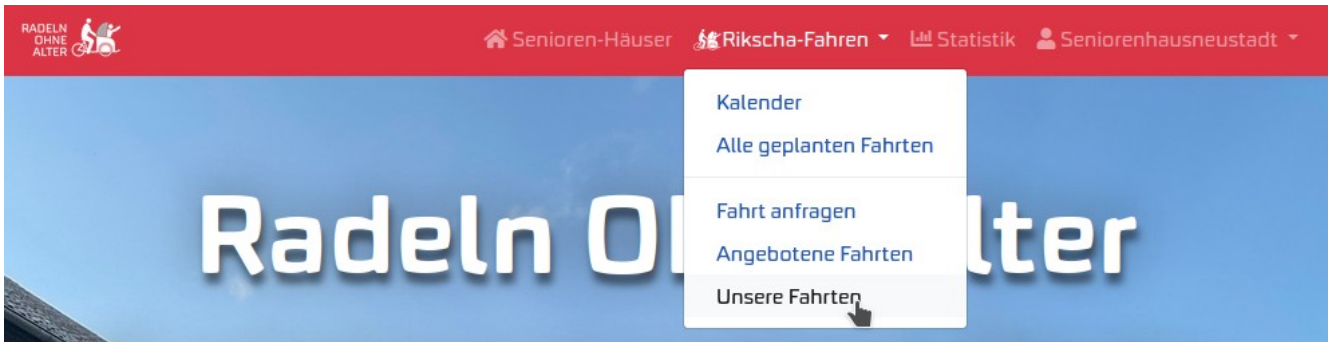 RADELN
OHNE
ALTER
Senioren-Häuser Rikscha-Fahren Statistik Seniorenhausneustadt
Kalender
Alle geplanten Fahrten
Fahrt anfragen
Angebotene Fahrten
Unsere Fahrten
Radeln O lter